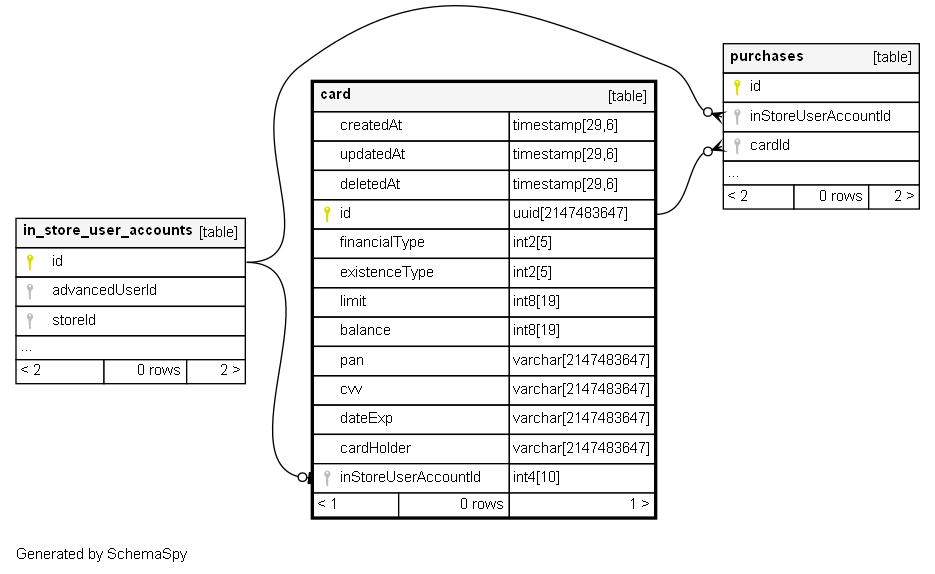 purchases [table]
id
inStoreUserAccountId
cardId
...
< 2 0 rows 2 >
card [table]
createdAt timestamp[29,6]
updatedAt timestamp[29,6]
deletedAt timestamp[29,6]
id uuid[2147483647]
financialType int2[5]
existenceType int2[5]
limit int8[19]
balance int8[19]
pan varchar[2147483647]
cvv varchar[2147483647]
dateExp varchar[2147483647]
cardHolder varchar[2147483647]
inStoreUserAccountId int4[10]
< 1 0 rows 1 >
in_store_user_accounts [table]
id
advancedUserId
storeId
...
< 2 0 rows 2 >
Generated by SchemaSpy